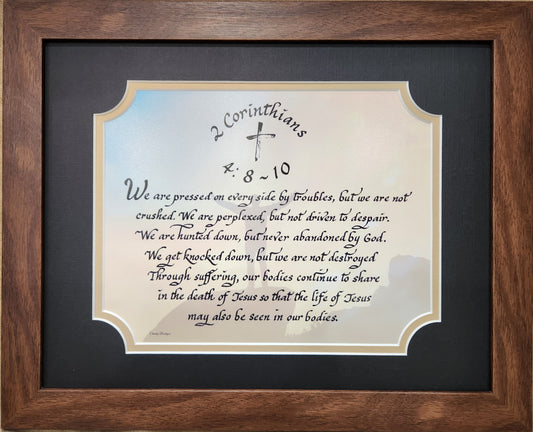 2 Corinthians
4: 8~10
We are pressed on every side by troubles, but we are not
crushed. We are perplexed, but not driven to despair.
We are hunted down, but never abandoned by God.
We get knocked down, but we are not destroyed
Through suffering, our bodies continue to share
in the death of Jesus so that the life of Jesus
may also be seen in our bodies.